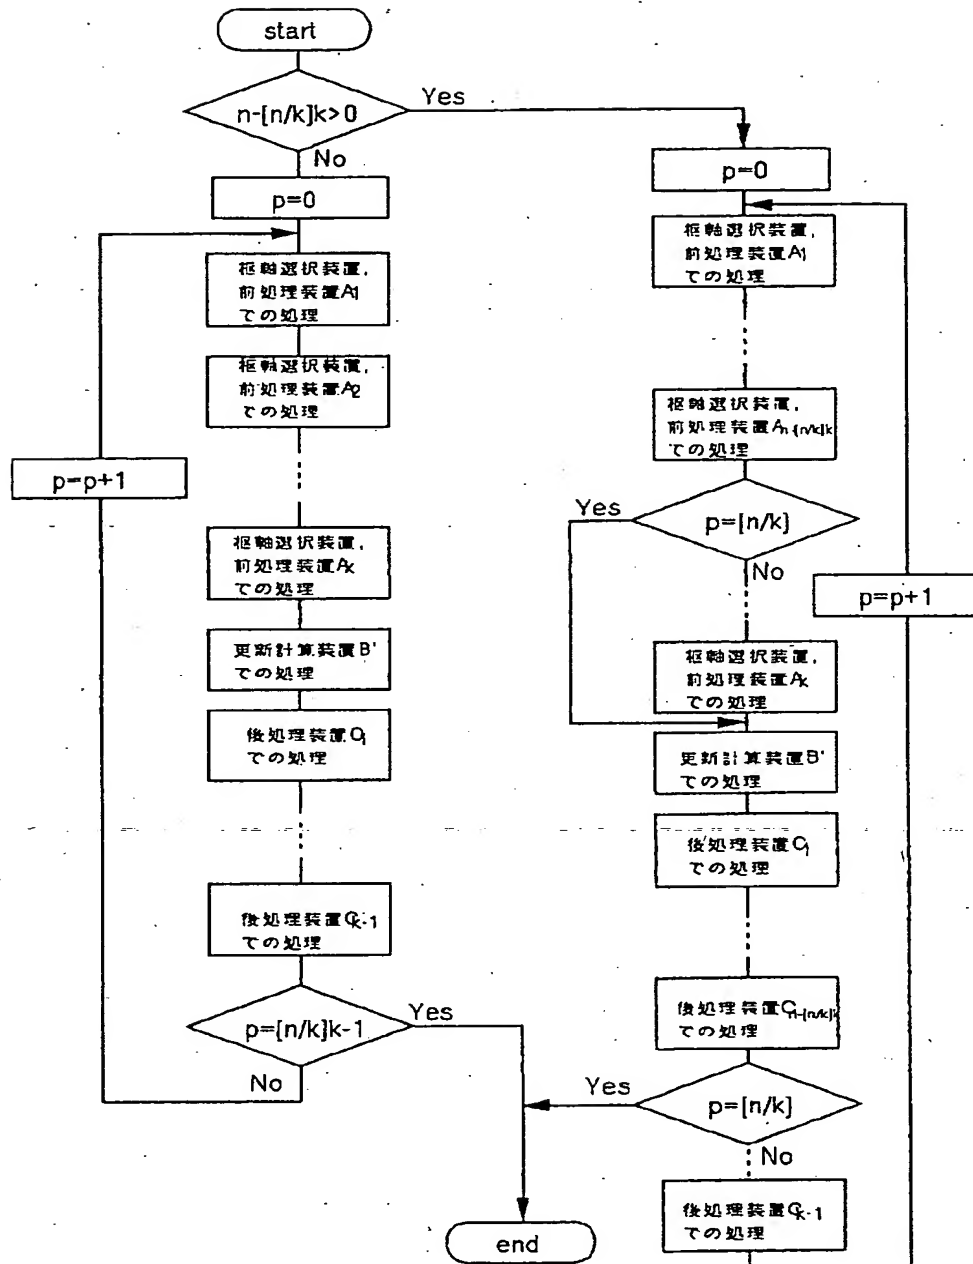 start
n-[n/k]k>0
Yes
No
p=0
枢軸選択装置,
前処理装置A1
での処理
枢軸選択装置,
前処理装置A2
での処理
p=p+1
枢軸選択装置,
前処理装置Ak
での処理
更新計算装置B'
での処理
後処理装置C1
での処理
後処理装置Ck-1
での処理
p=[n/k]k-1
Yes
No
p=0
枢軸選択装置,
前処理装置A1
での処理
枢軸選択装置,
前処理装置An-[n/k]k
での処理
Yes
p=[n/k]
No
p=p+1
枢軸選択装置,
前処理装置Ak
での処理
更新計算装置B'
での処理
後処理装置C1
での処理
後処理装置Cn-[n/k]k
での処理
Yes
p=[n/k]
No
後処理装置Ck-1
での処理
end